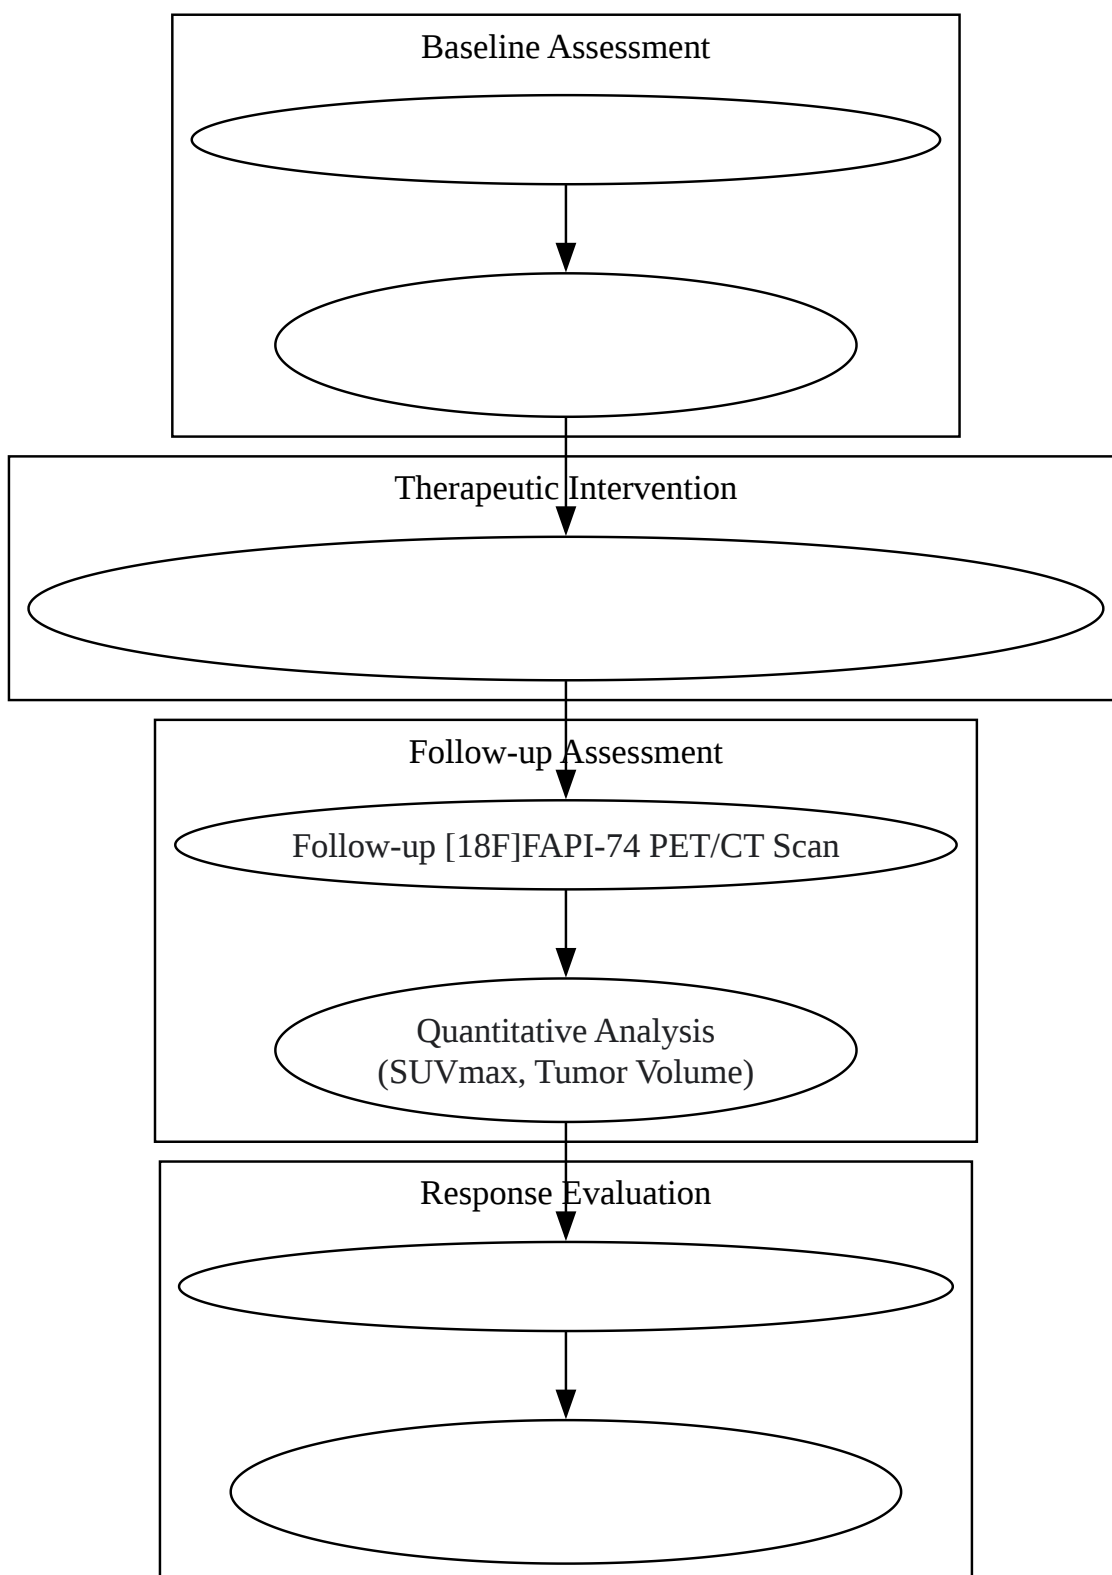 Baseline Assessment
Therapeutic Intervention
Follow-up Assessment
Follow-up [18F]FAPI-74 PET/CT Scan
Quantitative Analysis
(SUVmax, Tumor Volume)
Response Evaluation